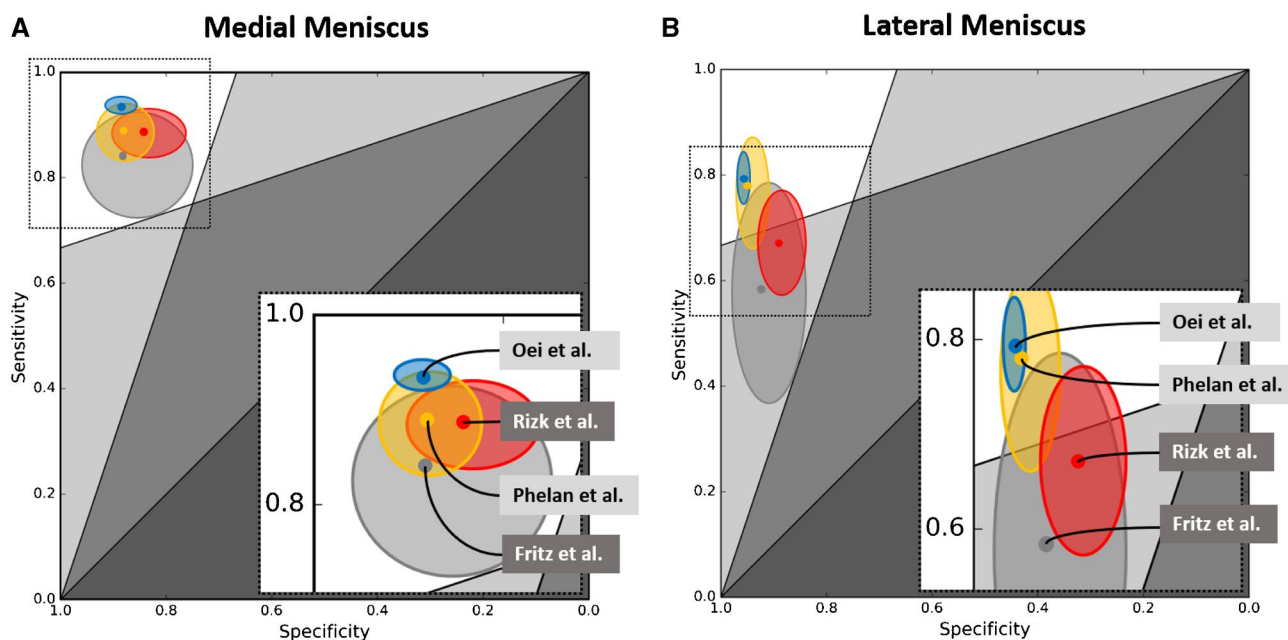 A
Medial Meniscus
1.0
0.8
0.6
0.4
0.2
0.0
Sensitivity
1.0
0.8
0.6
0.4
0.2
0.0
Specificity
1.0
0.8
Oei et al.
Rizk et al.
Phelan et al.
Fritz et al.
B
Lateral Meniscus
1.0
0.8
0.6
0.4
0.2
0.0
Sensitivity
1.0
0.8
0.6
0.4
0.2
0.0
Specificity
0.8
0.6
Oei et al.
Phelan et al.
Rizk et al.
Fritz et al.